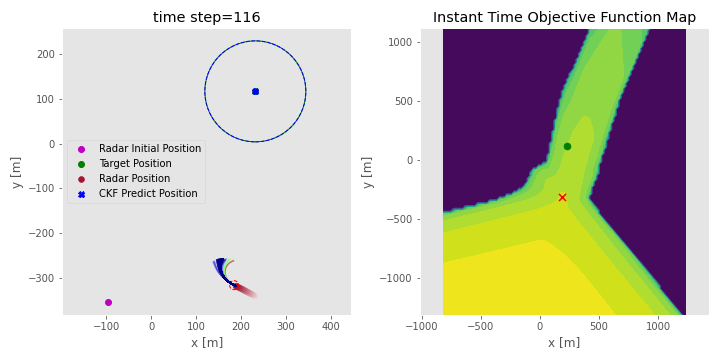 time step=116
Instant Time Objective Function Map
200
100
0
−100
−200
−300
y [m]
Radar Initial Position
Target Position
Radar Position
CKF Predict Position
−100
0
100
200
300
400
x [m]
1000
500
0
−500
−1000
y [m]
−1000
−500
0
500
1000
x [m]